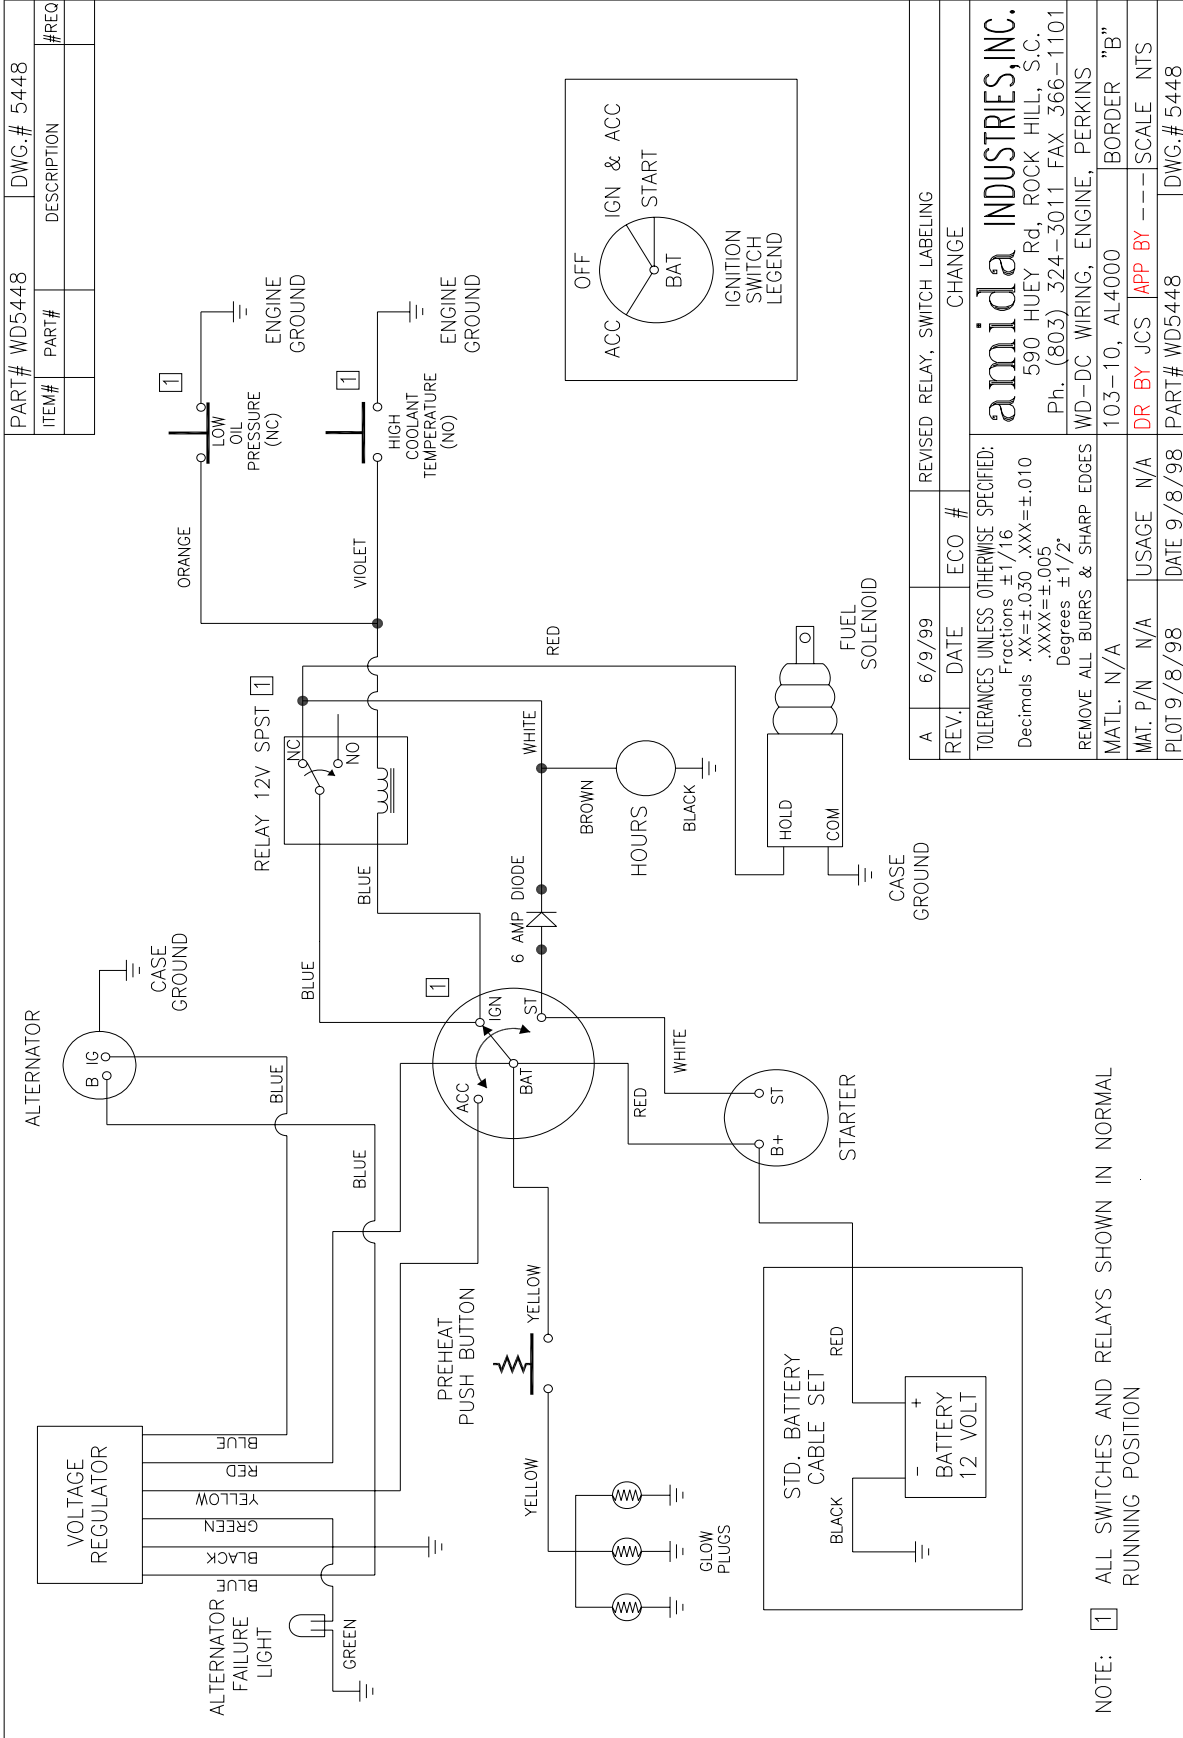 PART# WD5448
DWG.# 5448
ITEM#
PART#
DESCRIPTION
#REQ
ALTERNATOR
B
IG
CASE
GROUND
VOLTAGE
REGULATOR
BLUE
BLACK
GREEN
YELLOW
RED
BLUE
ALTERNATOR
FAILURE
LIGHT
GREEN
BLUE
BLUE
RELAY 12V SPST
1
NC
NO
BLUE
BLUE
ORANGE
VIOLET
1
LOW
OIL
PRESSURE
(NC)
ENGINE
GROUND
1
HIGH
COOLANT
TEMPERATURE
(NO)
ENGINE
GROUND
1
ACC
IGN
BAT
ST
PREHEAT
PUSH BUTTON
YELLOW
YELLOW
GLOW
PLUGS
6 AMP DIODE
WHITE
RED
BROWN
HOURS
BLACK
WHITE
RED
B+
ST
STARTER
HOLD
COM
FUEL
SOLENOID
CASE
GROUND
STD. BATTERY
CABLE SET
RED
BLACK
-
+
BATTERY
12 VOLT
OFF
ACC
IGN & ACC
START
BAT
IGNITION
SWITCH
LEGEND
NOTE: 1 ALL SWITCHES AND RELAYS SHOWN IN NORMAL
RUNNING POSITION
A 6/9/99 REVISED RELAY, SWITCH LABELING
REV. DATE ECO # CHANGE
TOLERANCES UNLESS OTHERWISE SPECIFIED:
Fractions ±1/16
Decimals .XX=±.030 .XXX=±.010
.XXXX=±.005
Degrees ±1/2°
REMOVE ALL BURRS & SHARP EDGES
amida INDUSTRIES,INC.
590 HUEY Rd, ROCK HILL, S.C.
Ph. (803) 324-3011 FAX 366-1101
WD-DC WIRING, ENGINE, PERKINS
MATL. N/A
103-10, AL4000
BORDER "B"
MAT. P/N N/A
USAGE N/A
DR BY JCS
APP BY ---
SCALE NTS
PLOT 9/8/98
DATE 9/8/98
PART# WD5448
DWG.# 5448